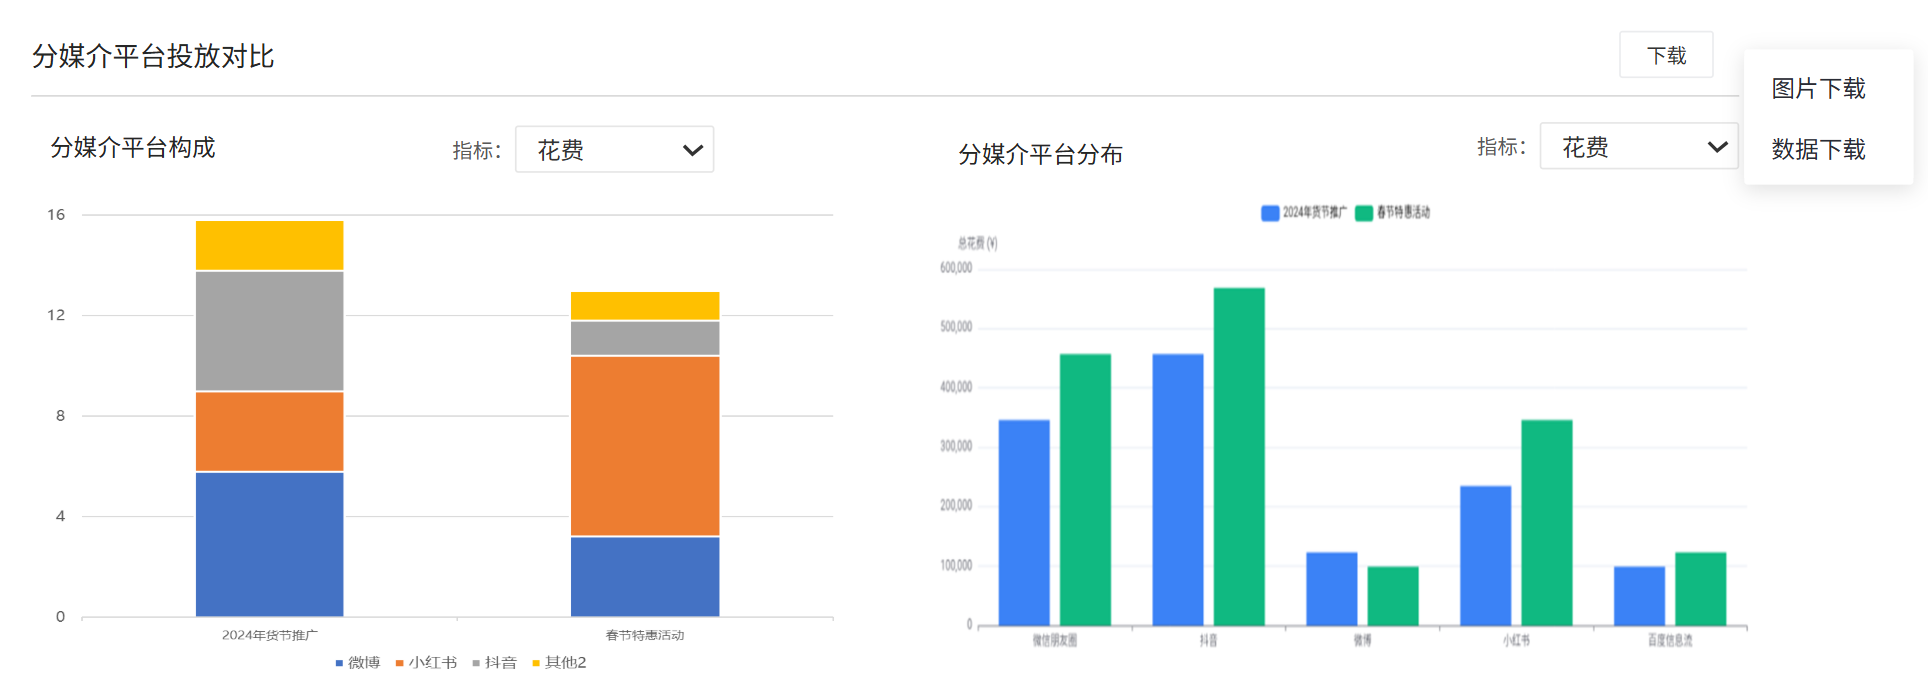 分媒介平台投放对比
下载
图片下载
数据下载
分媒介平台构成
指标：
花费
16
12
8
4
0
2024年货节推广
春节特惠活动
微博
小红书
抖音
其他2
分媒介平台分布
指标：
花费
2024年货节推广
春节特惠活动
总花费 (¥)
600,000
500,000
400,000
300,000
200,000
100,000
0
微信朋友圈
抖音
微博
小红书
百度信息流